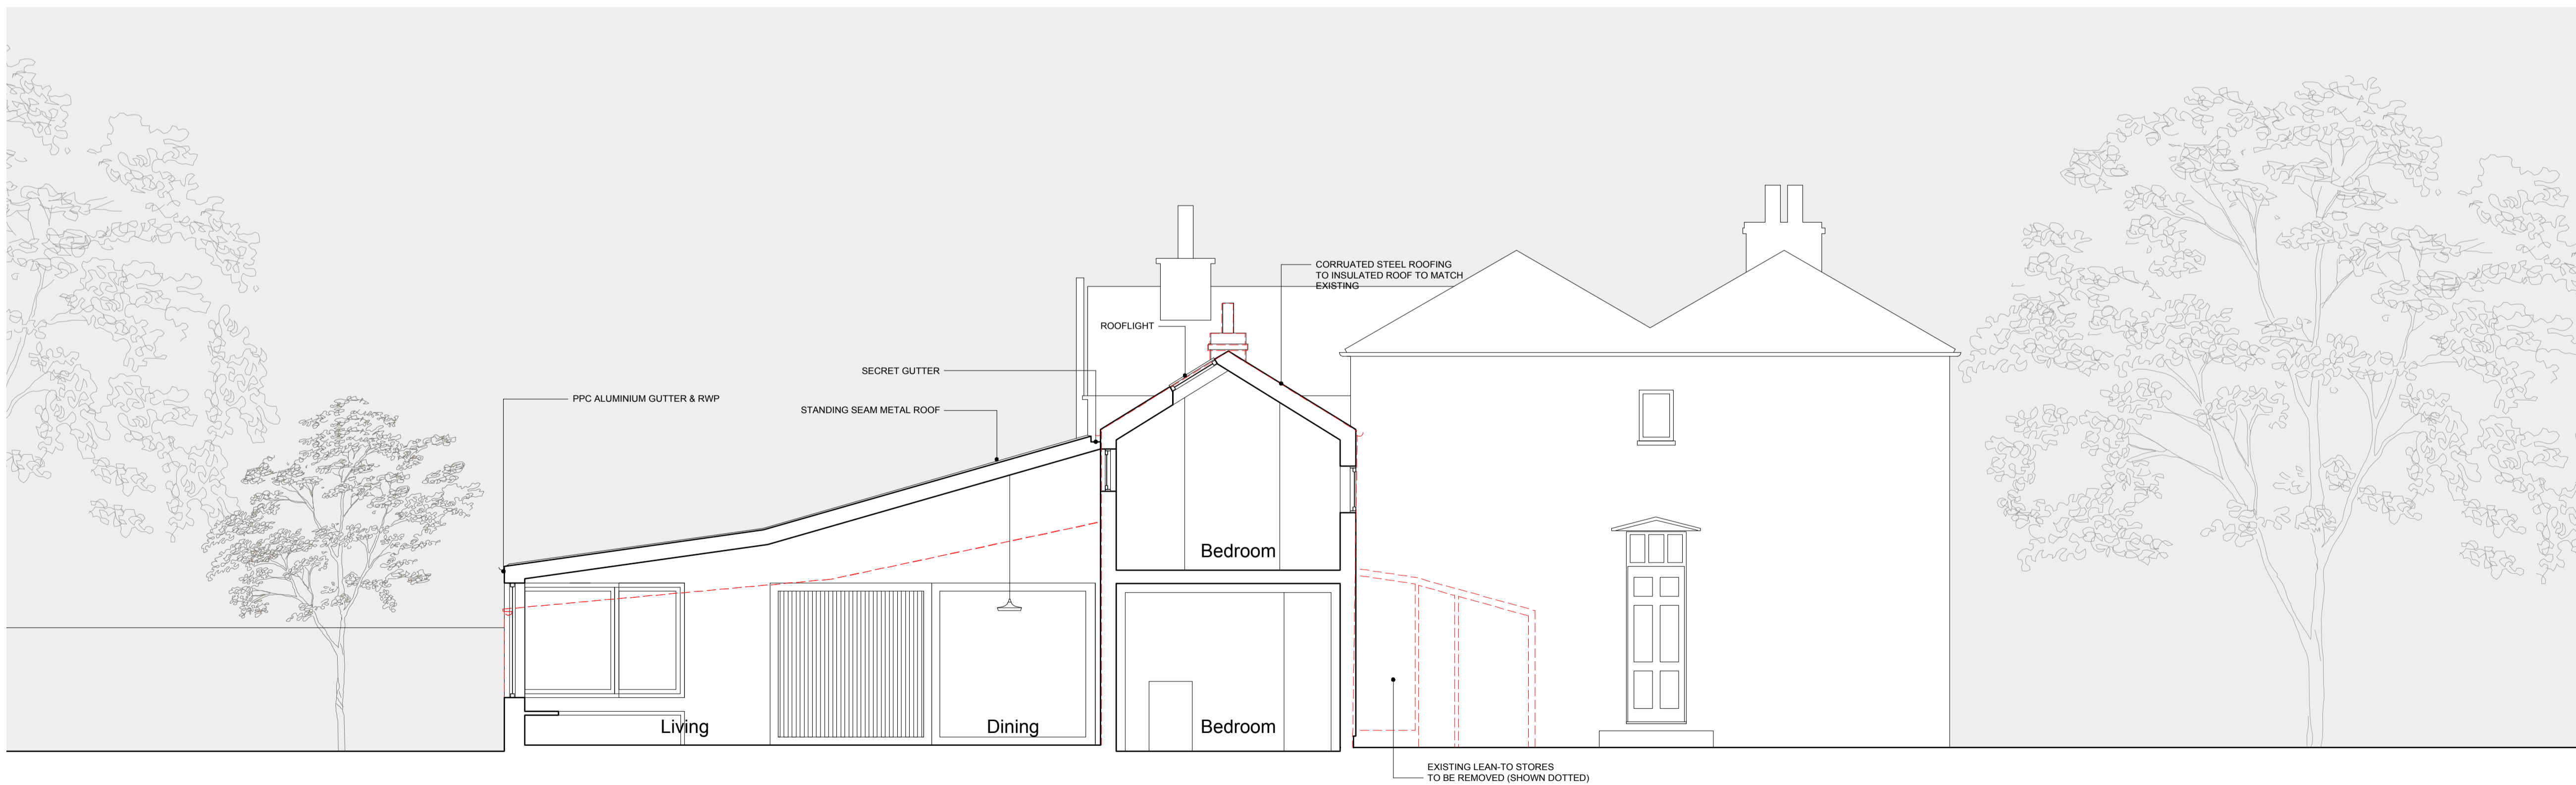 CORRUATED STEEL ROOFING
TO INSULATED ROOF TO MATCH
EXISTING
ROOFLIGHT
SECRET GUTTER
PPC ALUMINIUM GUTTER & RWP
STANDING SEAM METAL ROOF
Bedroom
Living
Dining
Bedroom
EXISTING LEAN-TO STORES
TO BE REMOVED (SHOWN DOTTED)